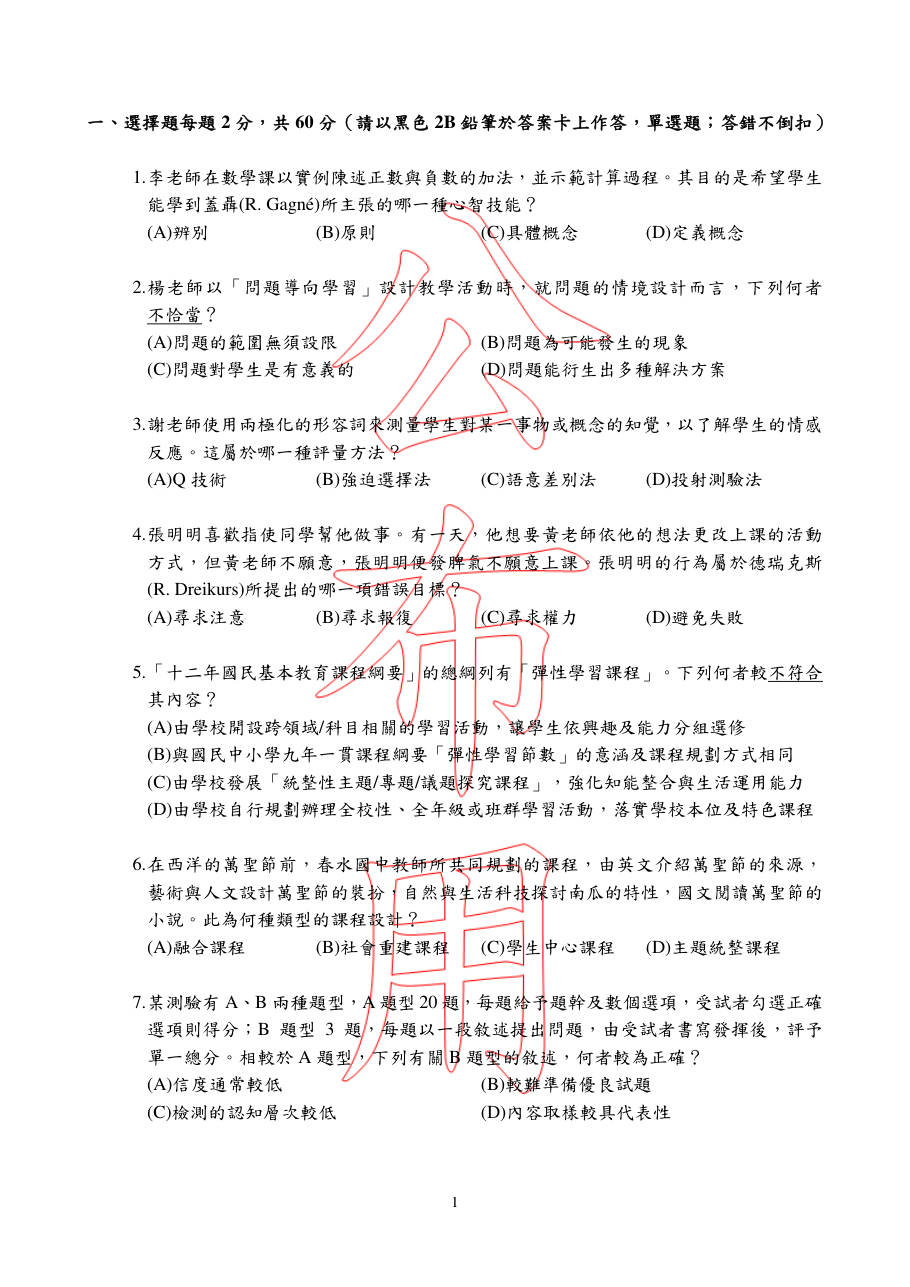 一、選擇題每題 2 分，共 60 分（請以黑色 2B 鉛筆於答案卡上作答，單選題；答錯不倒扣）
1.李老師在數學課以實例陳述正數與負數的加法，並示範計算過程。其目的是希望學生
能學到蓋聶(R. Gagné)所主張的哪一種心智技能？
(A)辨別 (B)原則 (C)具體概念 (D)定義概念
2.楊老師以「問題導向學習」設計教學活動時，就問題的情境設計而言，下列何者
不恰當？
(A)問題的範圍無須設限 (B)問題為可能發生的現象
(C)問題對學生是有意義的 (D)問題能衍生出多種解決方案
3.謝老師使用兩極化的形容詞來測量學生對某一事物或概念的知覺，以了解學生的情感
反應。這屬於哪一種評量方法？
(A)Q 技術 (B)強迫選擇法 (C)語意差別法 (D)投射測驗法
4.張明明喜歡指使同學幫他做事。有一天，他想要黃老師依他的想法更改上課的活動
方式，但黃老師不願意，張明明便發脾氣不願意上課。張明明的行為屬於德瑞克斯
(R. Dreikurs)所提出的哪一項錯誤目標？
(A)尋求注意 (B)尋求報復 (C)尋求權力 (D)避免失敗
5.「十二年國民基本教育課程綱要」的總綱列有「彈性學習課程」。下列何者較不符合
其內容？
(A)由學校開設跨領域/科目相關的學習活動，讓學生依興趣及能力分組選修
(B)與國民中小學九年一貫課程綱要「彈性學習節數」的意涵及課程規劃方式相同
(C)由學校發展「統整性主題/專題/議題探究課程」，強化知能整合與生活運用能力
(D)由學校自行規劃辦理全校性、全年級或班群學習活動，落實學校本位及特色課程
6.在西洋的萬聖節前，春水國中教師所共同規劃的課程，由英文介紹萬聖節的來源，
藝術與人文設計萬聖節的裝扮，自然與生活科技探討南瓜的特性，國文閱讀萬聖節的
小說。此為何種類型的課程設計？
(A)融合課程 (B)社會重建課程 (C)學生中心課程 (D)主題統整課程
7.某測驗有 A、B 兩種題型，A 題型 20 題，每題給予題幹及數個選項，受試者勾選正確
選項則得分；B 題型 3 題，每題以一段敘述提出問題，由受試者書寫發揮後，評予
單一總分。相較於 A 題型，下列有關 B 題型的敘述，何者較為正確？
(A)信度通常較低 (B)較難準備優良試題
(C)檢測的認知層次較低 (D)內容取樣較具代表性
1
公布用